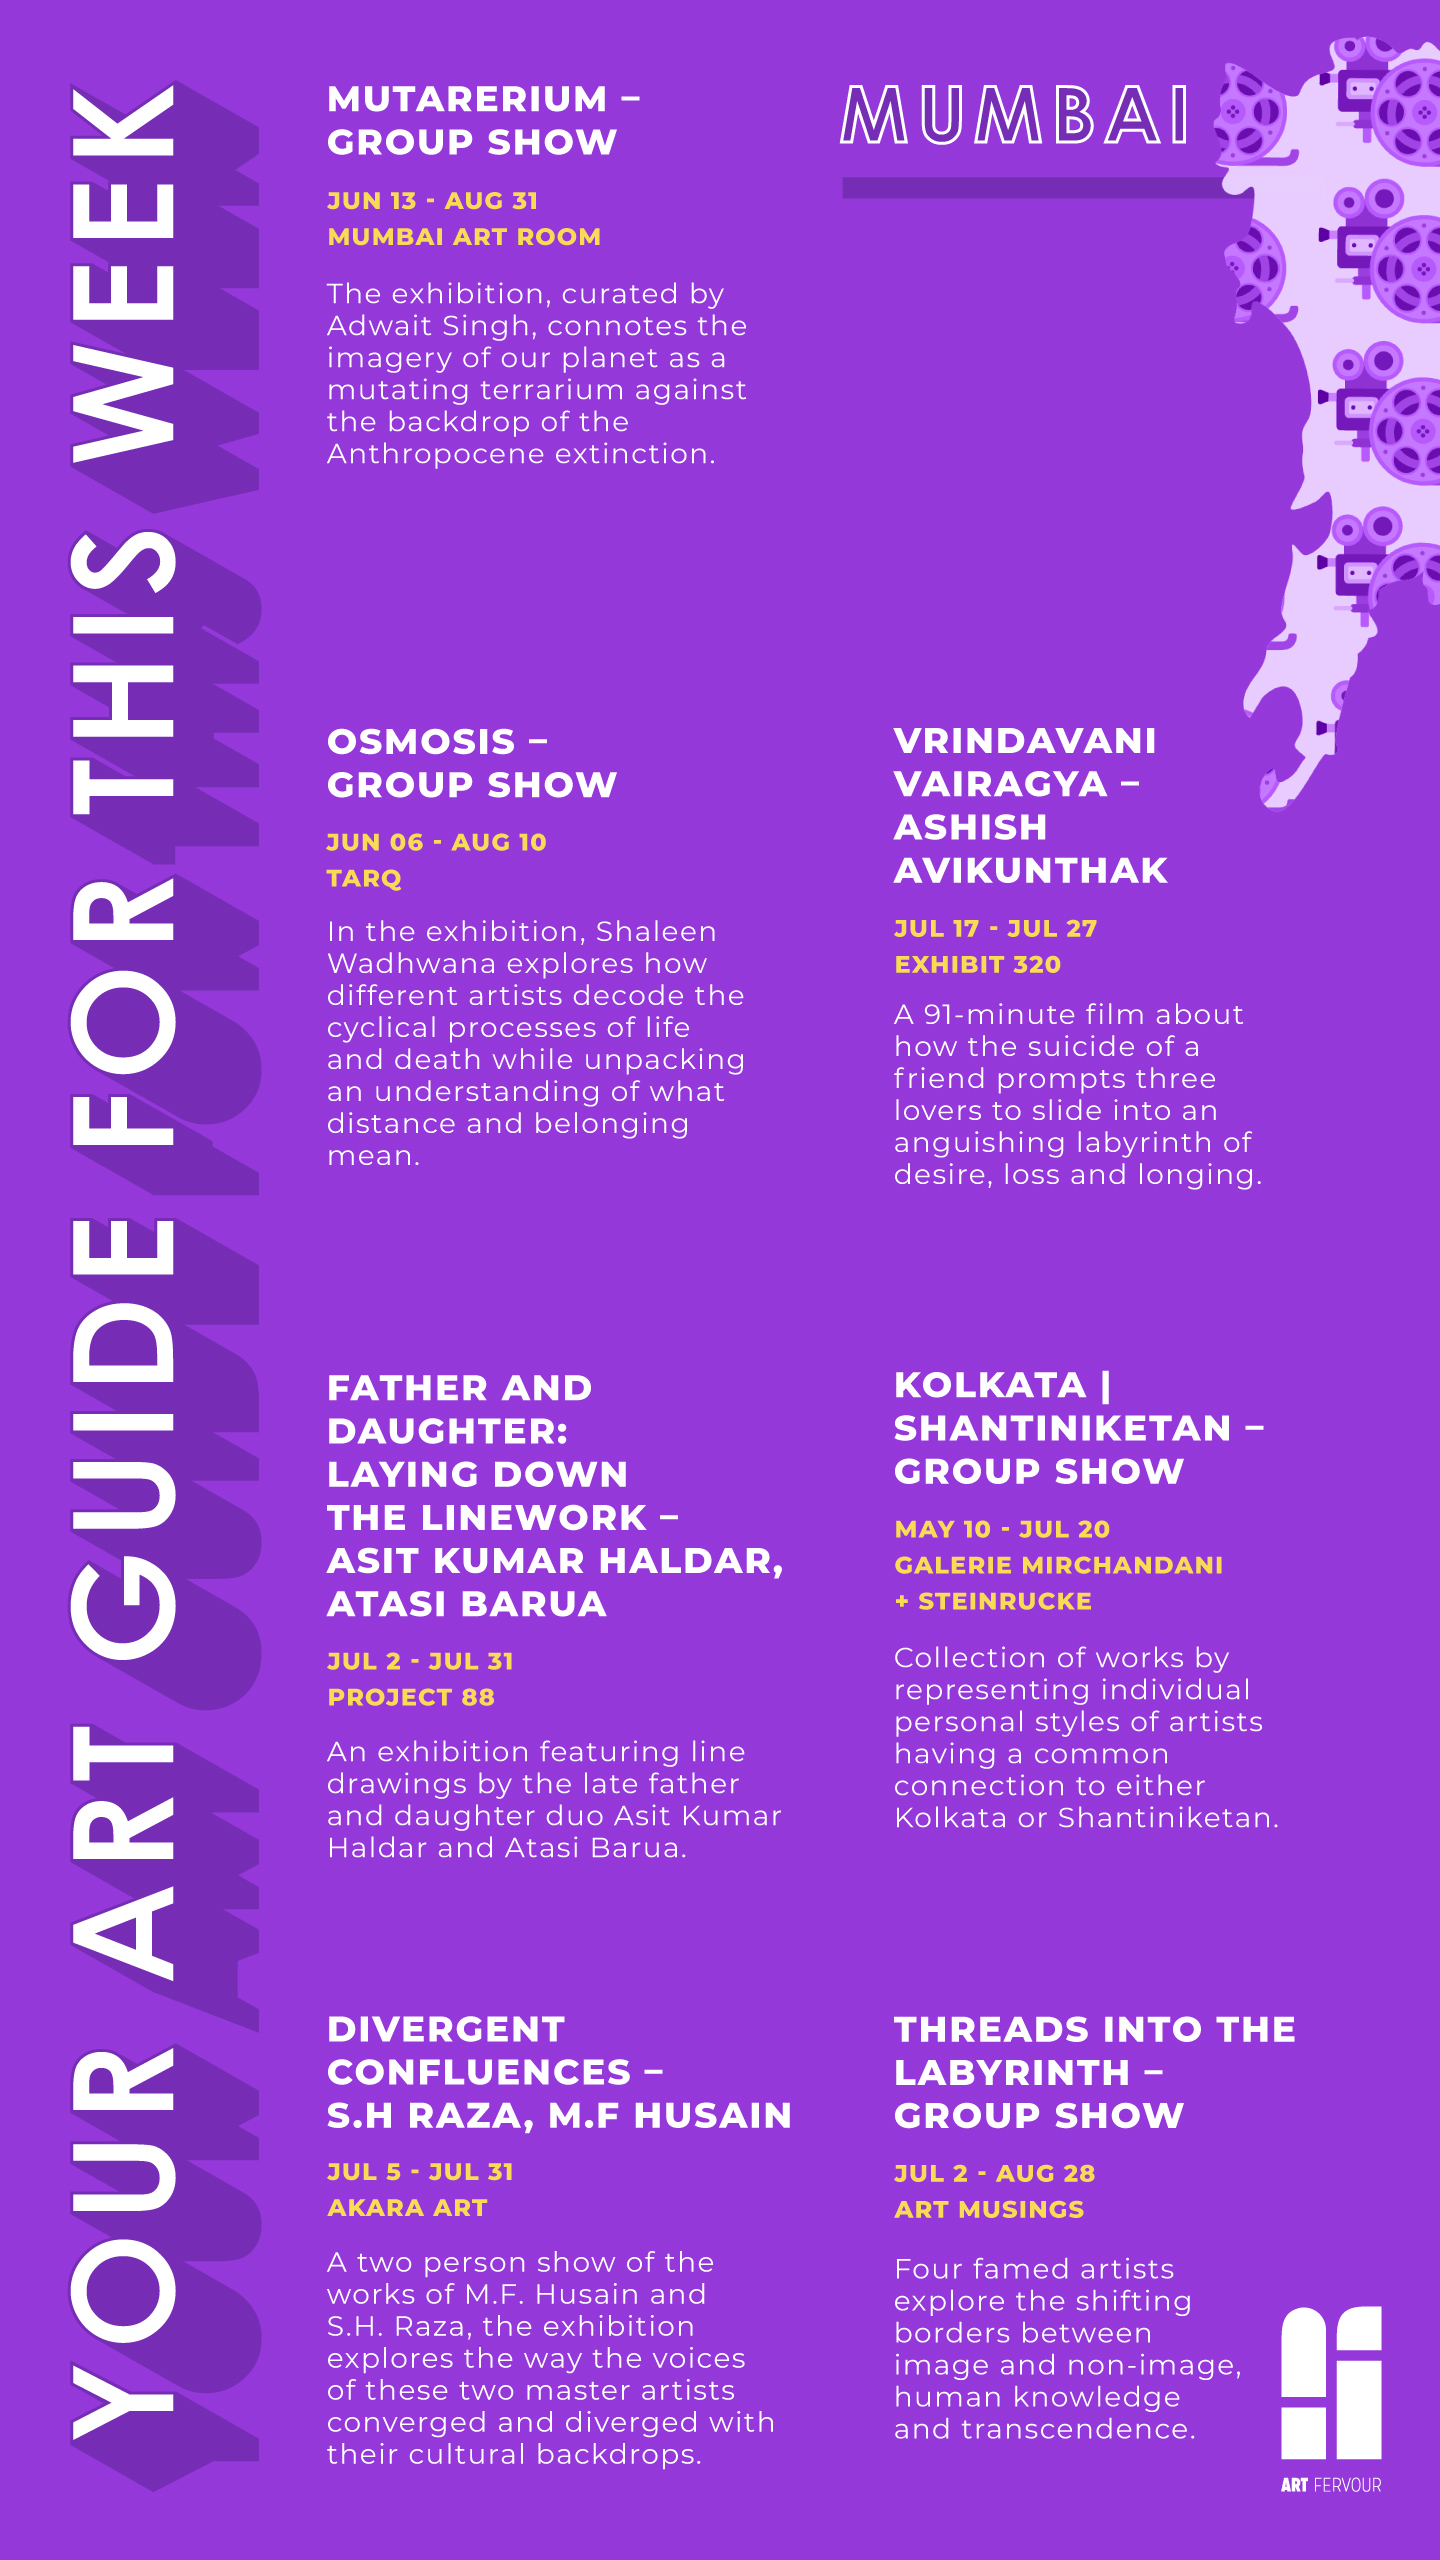 YOUR ART GUIDE FOR THIS WEEK
MUMBAI
MUTARERIUM –
GROUP SHOW
JUN 13 - AUG 31
MUMBAI ART ROOM
The exhibition, curated by
Adwait Singh, connotes the
imagery of our planet as a
mutating terrarium against
the backdrop of the
Anthropocene extinction.
OSMOSIS –
GROUP SHOW
JUN 06 - AUG 10
TARQ
In the exhibition, Shaleen
Wadhwana explores how
different artists decode the
cyclical processes of life
and death while unpacking
an understanding of what
distance and belonging
mean.
VRINDAVANI
VAIRAGYA –
ASHISH
AVIKUNTHAK
JUL 17 - JUL 27
EXHIBIT 320
A 91-minute film about
how the suicide of a
friend prompts three
lovers to slide into an
anguishing labyrinth of
desire, loss and longing.
FATHER AND
DAUGHTER:
LAYING DOWN
THE LINEWORK –
ASIT KUMAR HALDAR,
ATASI BARUA
JUL 2 - JUL 31
PROJECT 88
An exhibition featuring line
drawings by the late father
and daughter duo Asit Kumar
Haldar and Atasi Barua.
KOLKATA |
SHANTINIKETAN –
GROUP SHOW
MAY 10 - JUL 20
GALERIE MIRCHANDANI
+ STEINRUCKE
Collection of works by
representing individual
personal styles of artists
having a common
connection to either
Kolkata or Shantiniketan.
DIVERGENT
CONFLUENCES –
S.H RAZA, M.F HUSAIN
JUL 5 - JUL 31
AKARA ART
A two person show of the
works of M.F. Husain and
S.H. Raza, the exhibition
explores the way the voices
of these two master artists
converged and diverged with
their cultural backdrops.
THREADS INTO THE
LABYRINTH –
GROUP SHOW
JUL 2 - AUG 28
ART MUSINGS
Four famed artists
explore the shifting
borders between
image and non-image,
human knowledge
and transcendence.
ART FERVOUR